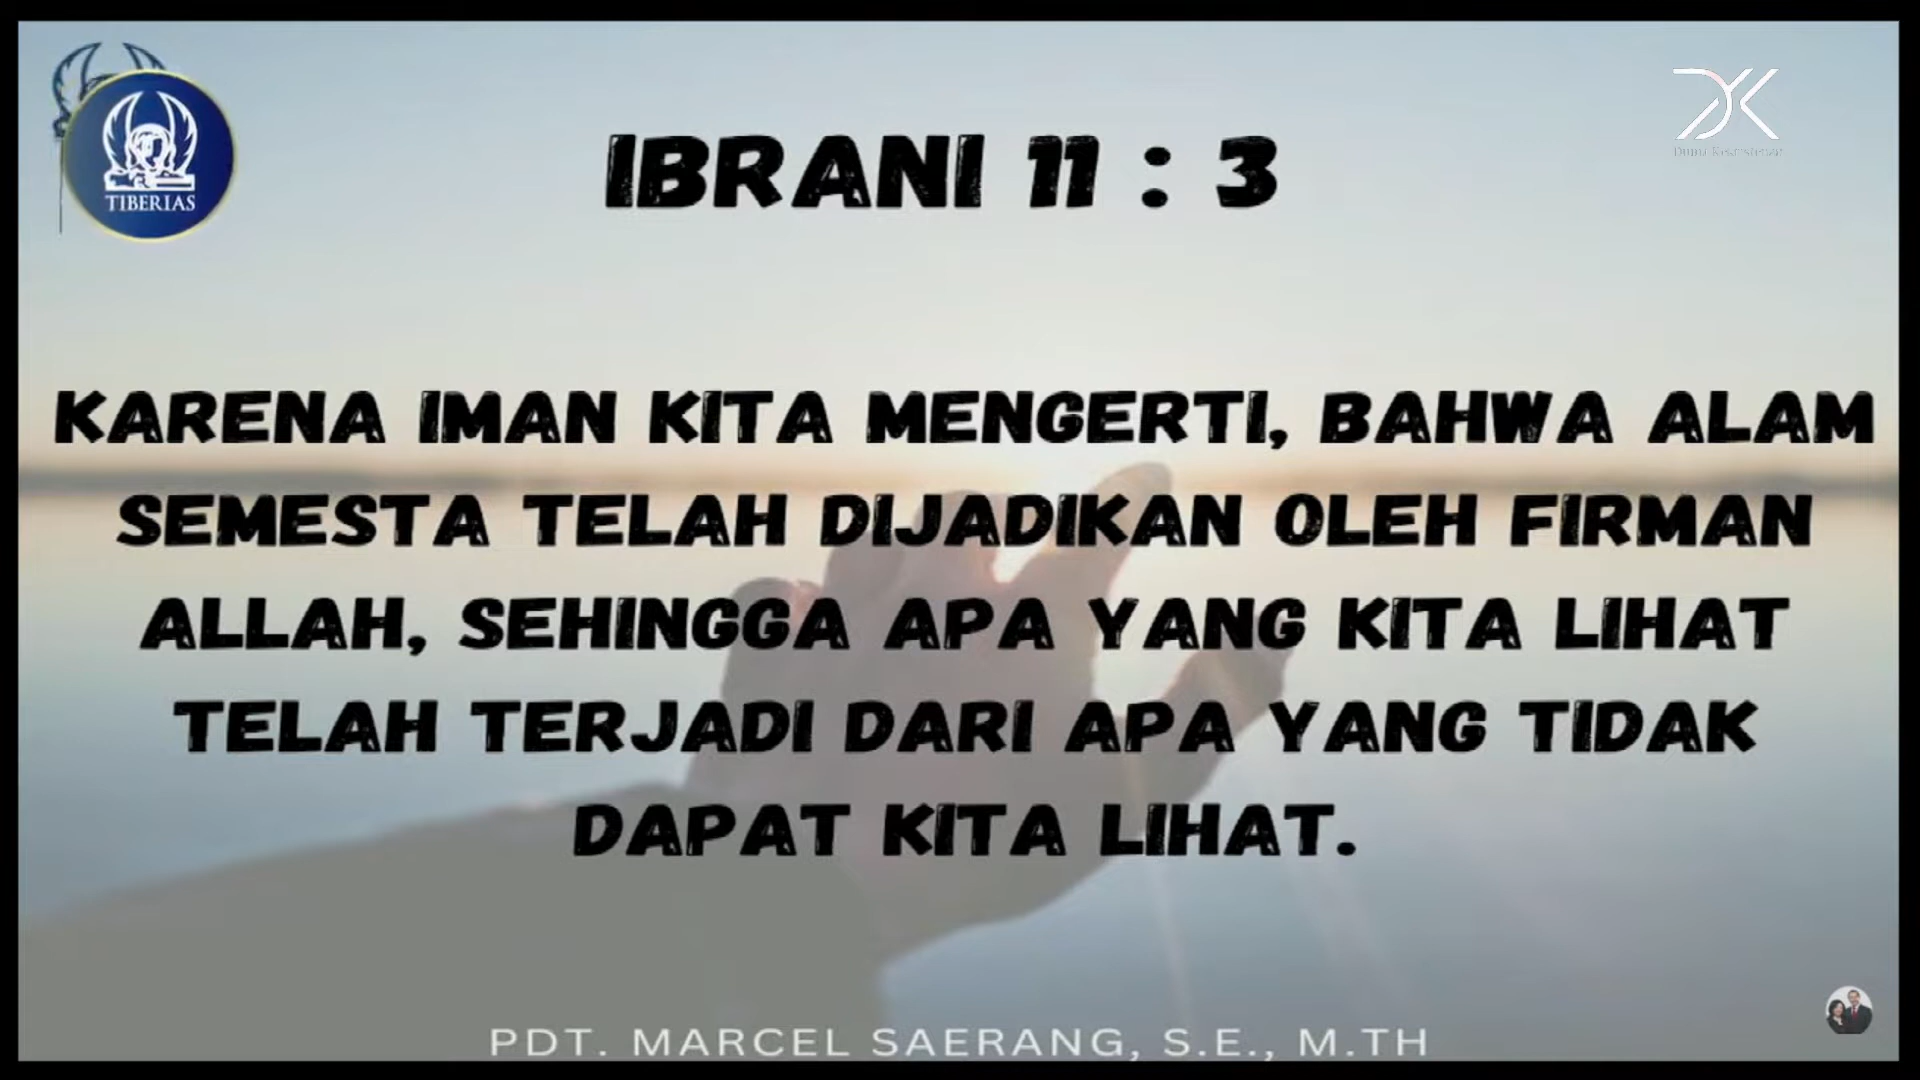 TIBERIAS
IBRANI 11 : 3
KARENA IMAN KITA MENGERTI, BAHWA ALAM
SEMESTA TELAH DIJADIKAN OLEH FIRMAN
ALLAH, SEHINGGA APA YANG KITA LIHAT
TELAH TERJADI DARI APA YANG TIDAK
DAPAT KITA LIHAT.
PDT. MARCEL SAERANG, S.E., M.TH